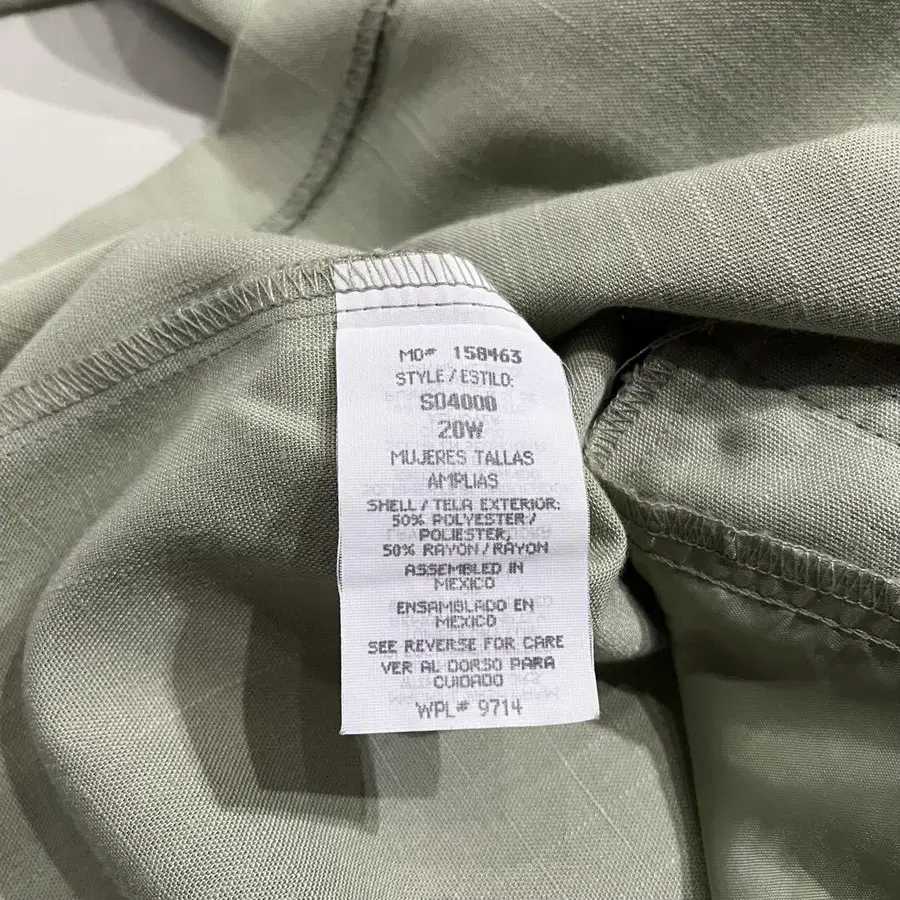 MO# 158463
STYLE/ESTILO:
S04000
20W
MUJERES TALLAS
AMPLIAS
SHELL/TELA EXTERIOR:
50% POLYESTER/
POLIESTER,
50% RAYON/RAYON
ASSEMBLED IN
MEXICO
ENSAMBLADO EN
MEXICO
SEE REVERSE FOR CARE
VER AL DORSO PARA
CUIDADO
WPL# 9714